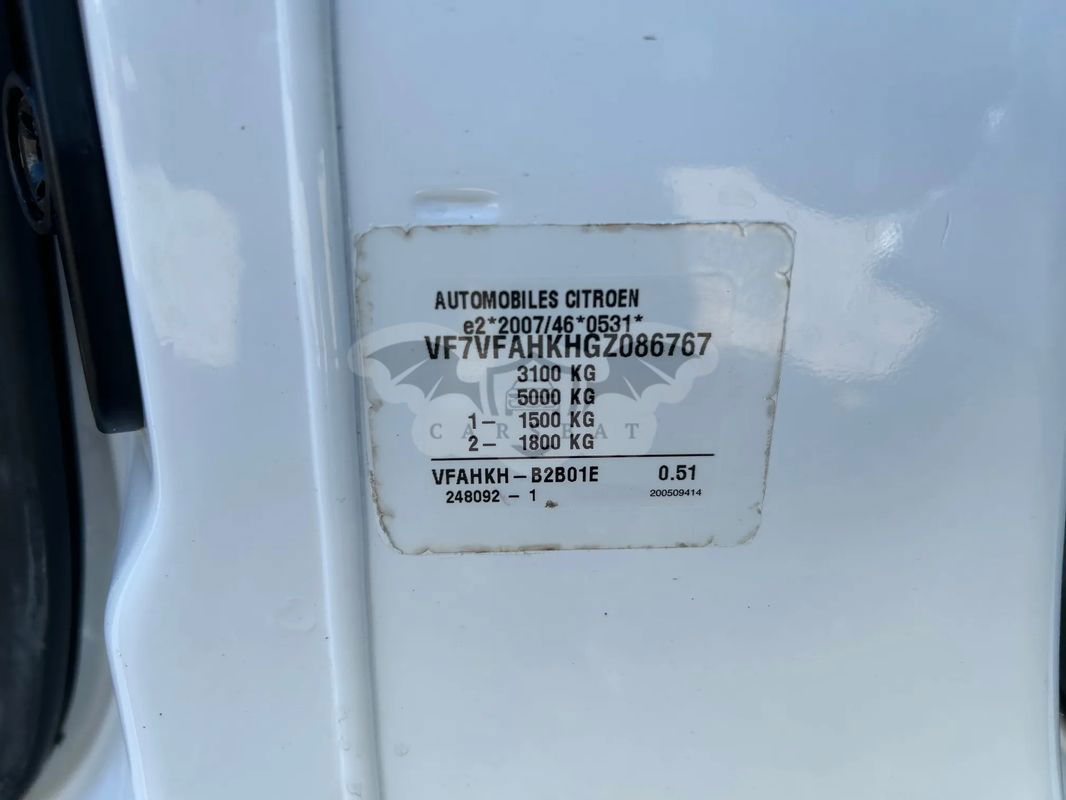 AUTOMOBILES CITROEN
e2*2007/46*0531*
VF7VFAHKHGZ086767
3100 KG
5000 KG
1– 1500 KG
CARSEAT
2– 1800 KG
VFAHKH–B2B01E 0.51
248092 – 1 200509414